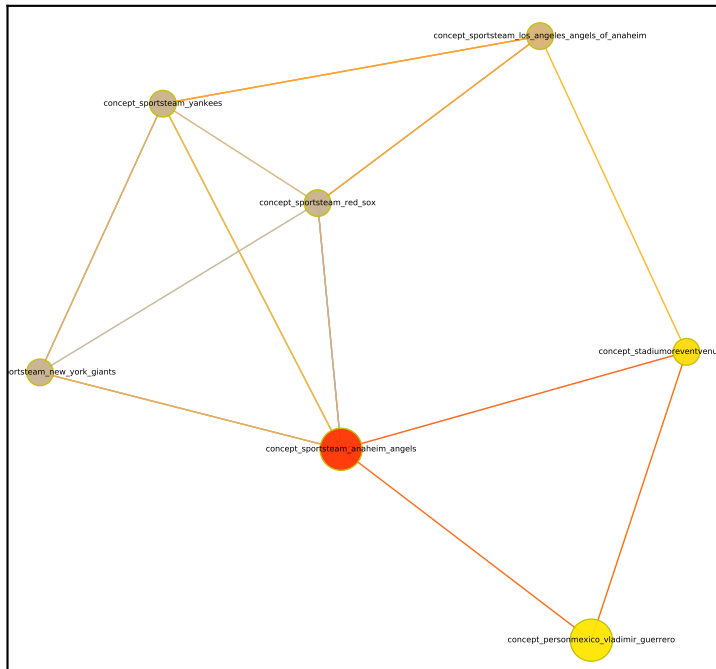 concept_sportsteam_los_angeles_angels_of_anaheim
concept_sportsteam_yankees
concept_sportsteam_red_sox
concept_stadiumoreventvenu
ortsteam_new_york_giants
concept_sportsteam_anaheim_angels
concept_personmexico_vladimir_guerrero